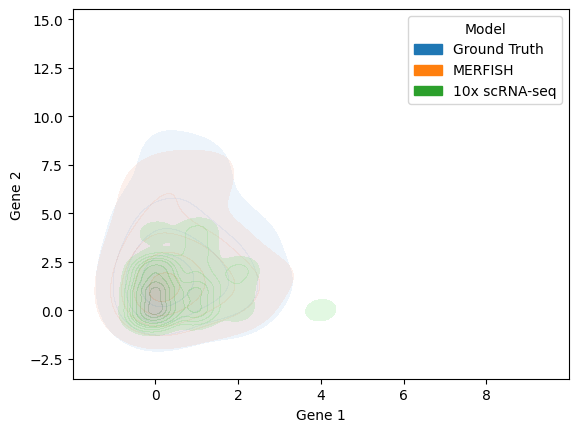 Model
Ground Truth
MERFISH
10x scRNA-seq
15.0
12.5
10.0
7.5
5.0
2.5
0.0
−2.5
Gene 2
0 2 4 6 8
Gene 1